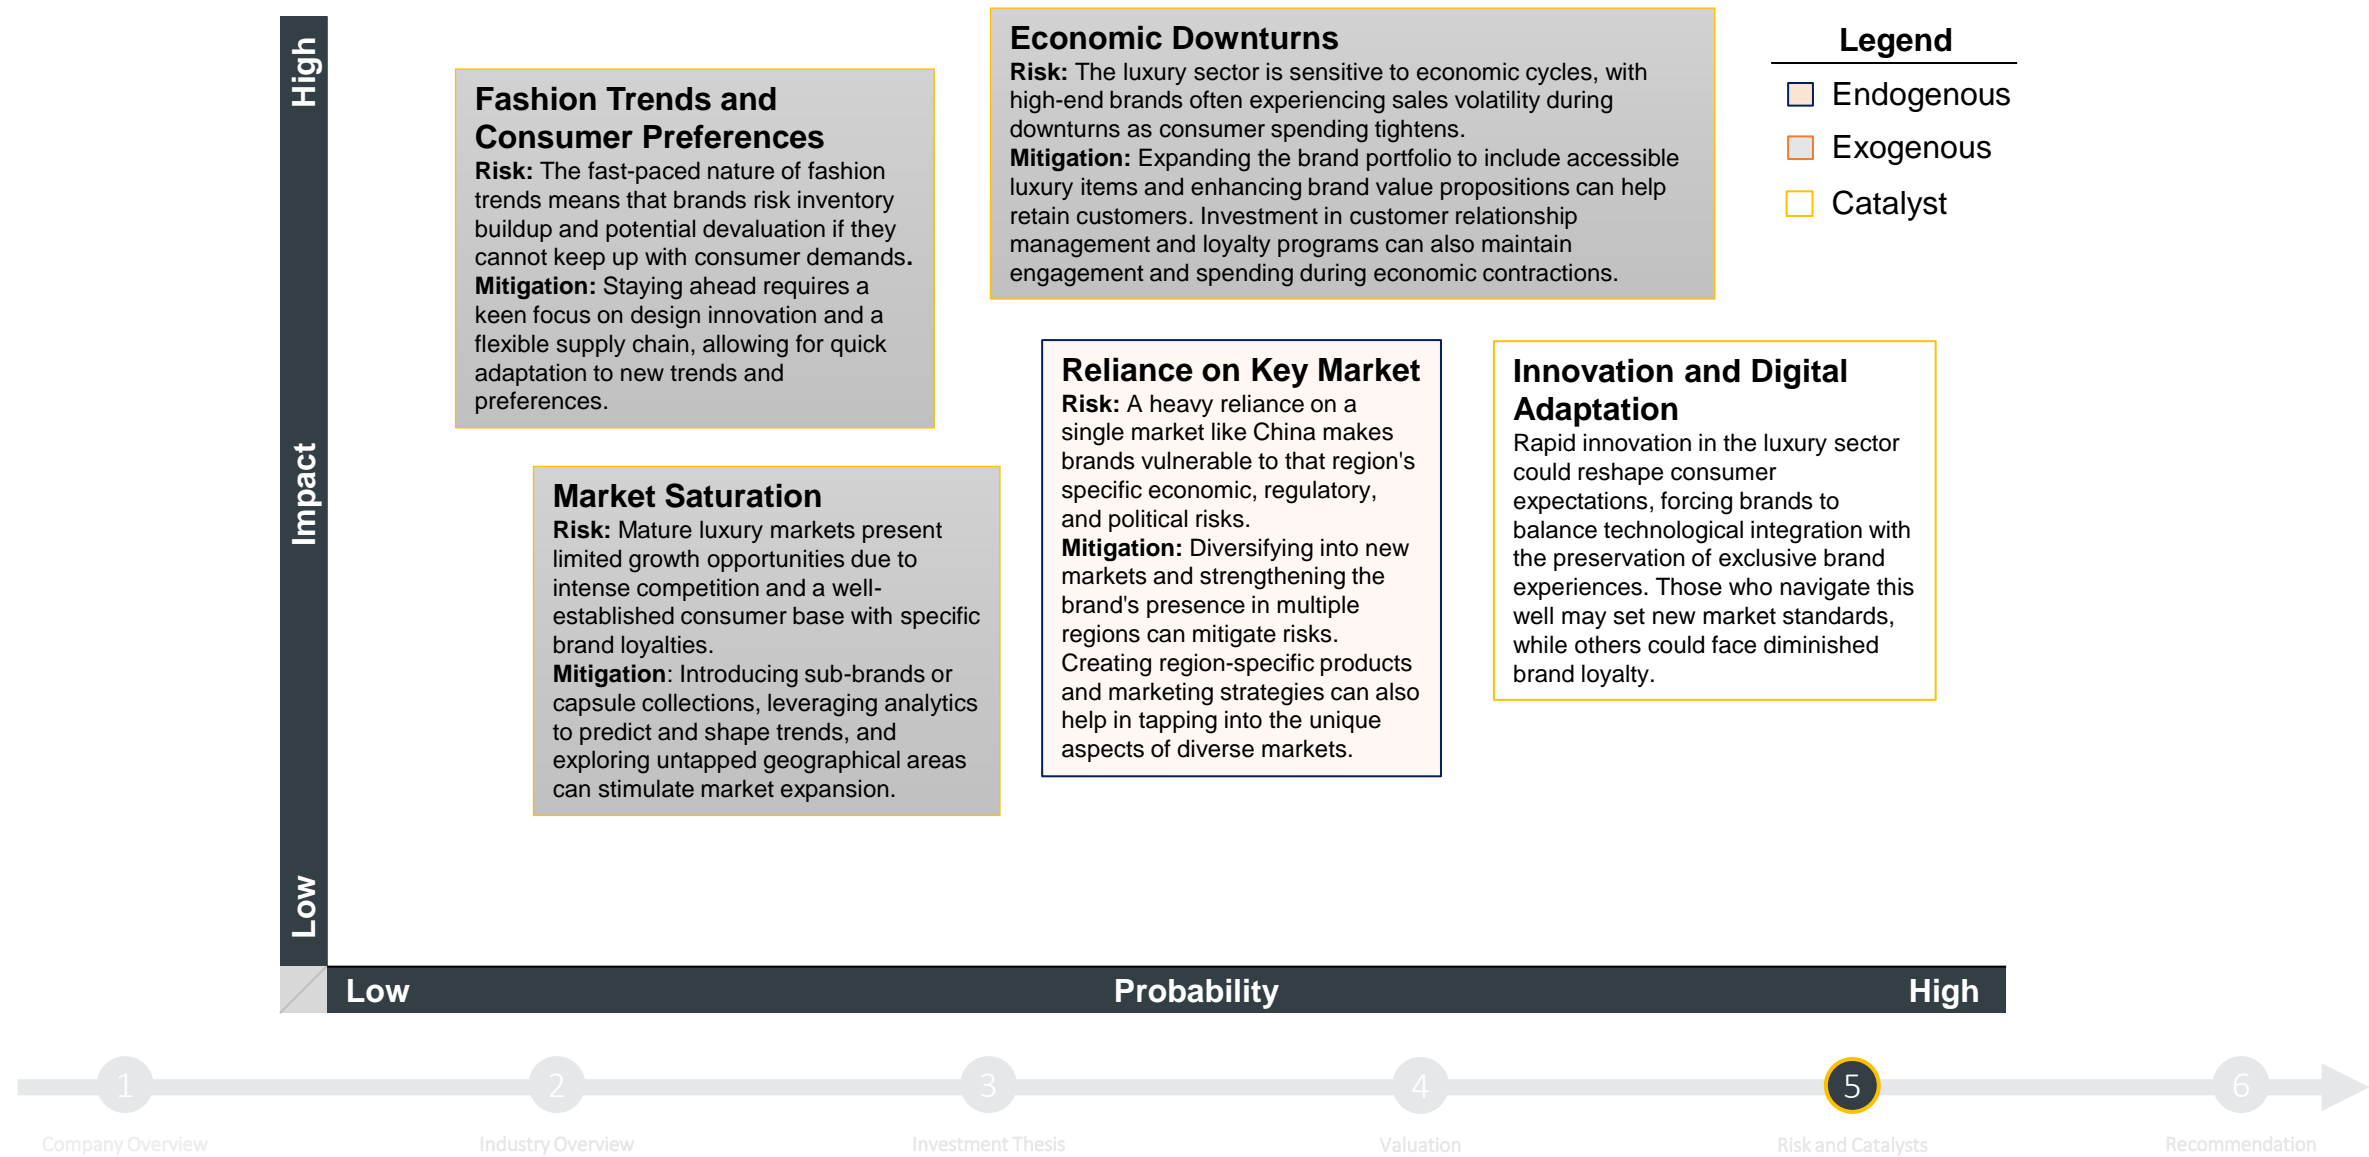 High
Impact
Low
Fashion Trends and
Consumer Preferences
Risk: The fast-paced nature of fashion
trends means that brands risk inventory
buildup and potential devaluation if they
cannot keep up with consumer demands.
Mitigation: Staying ahead requires a
keen focus on design innovation and a
flexible supply chain, allowing for quick
adaptation to new trends and
preferences.
Economic Downturns
Risk: The luxury sector is sensitive to economic cycles, with
high-end brands often experiencing sales volatility during
downturns as consumer spending tightens.
Mitigation: Expanding the brand portfolio to include accessible
luxury items and enhancing brand value propositions can help
retain customers. Investment in customer relationship
management and loyalty programs can also maintain
engagement and spending during economic contractions.
Legend
Endogenous
Exogenous
Catalyst
Market Saturation
Risk: Mature luxury markets present
limited growth opportunities due to
intense competition and a well-
established consumer base with specific
brand loyalties.
Mitigation: Introducing sub-brands or
capsule collections, leveraging analytics
to predict and shape trends, and
exploring untapped geographical areas
can stimulate market expansion.
Reliance on Key Market
Risk: A heavy reliance on a
single market like China makes
brands vulnerable to that region's
specific economic, regulatory,
and political risks.
Mitigation: Diversifying into new
markets and strengthening the
brand's presence in multiple
regions can mitigate risks.
Creating region-specific products
and marketing strategies can also
help in tapping into the unique
aspects of diverse markets.
Innovation and Digital
Adaptation
Rapid innovation in the luxury sector
could reshape consumer
expectations, forcing brands to
balance technological integration with
the preservation of exclusive brand
experiences. Those who navigate this
well may set new market standards,
while others could face diminished
brand loyalty.
Low
Probability
High
1
2
3
4
5
6
Company Overview
Industry Overview
Investment Thesis
Valuation
Risk and Catalysts
Recommendation